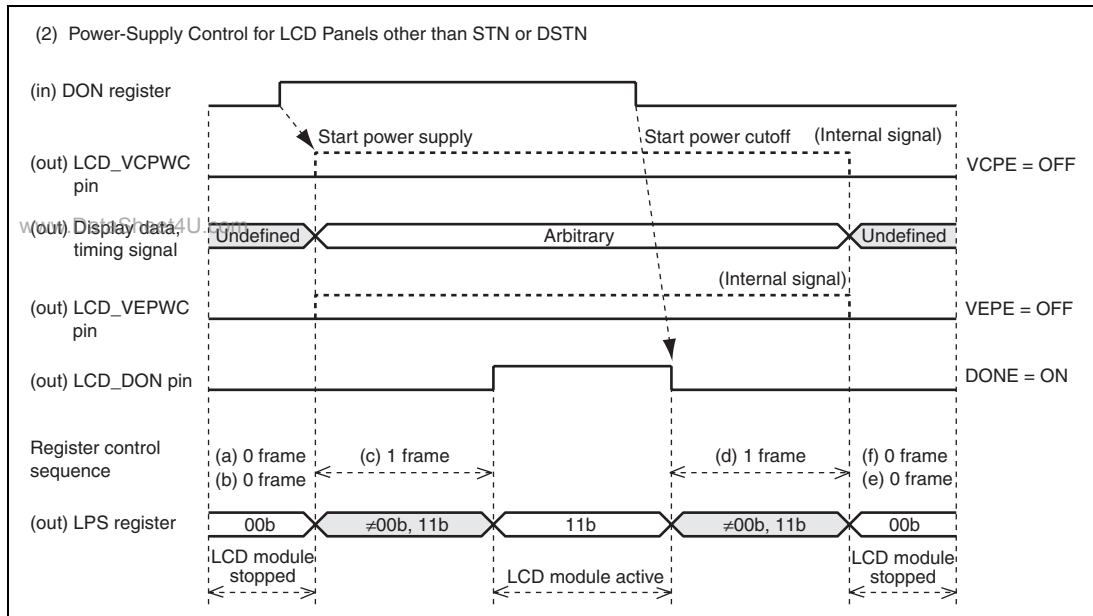 (2) Power-Supply Control for LCD Panels other than STN or DSTN
(in) DON register
Start power supply
Start power cutoff
(Internal signal)
(out) LCD_VCPWC
pin
VCPE = OFF
www.DataSheet4U.com
(out) Display data,
timing signal
Undefined
Arbitrary
Undefined
(Internal signal)
(out) LCD_VEPWC
pin
VEPE = OFF
(out) LCD_DON pin
DONE = ON
Register control
sequence
(a) 0 frame
(b) 0 frame
(c) 1 frame
(d) 1 frame
(f) 0 frame
(e) 0 frame
(out) LPS register
00b
≠00b, 11b
11b
≠00b, 11b
00b
LCD module
stopped
LCD module active
LCD module
stopped